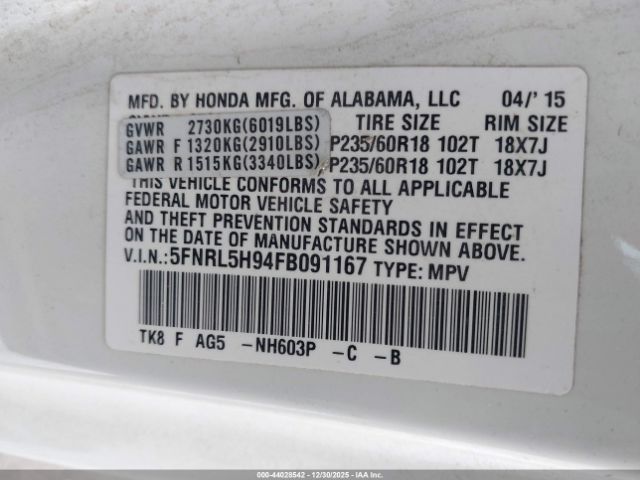 MFD. BY HONDA MFG. OF ALABAMA, LLC 04/'15
TIRE SIZE RIM SIZE
GVWR 2730KG(6019LBS)
GAWR F 1320KG(2910LBS) P235/60R18 102T 18X7J
GAWR R 1515KG(3340LBS) P235/60R18 102T 18X7J
THIS VEHICLE CONFORMS TO ALL APPLICABLE
FEDERAL MOTOR VEHICLE SAFETY
AND THEFT PREVENTION STANDARDS IN EFFECT
ON THE DATE OF MANUFACTURE SHOWN ABOVE.
V.I.N.:5FNRL5H94FB091167 TYPE: MPV
TK8 F AG5 -NH603P -C -B
000-44028542 - 12/30/2025 - IAAI.COM